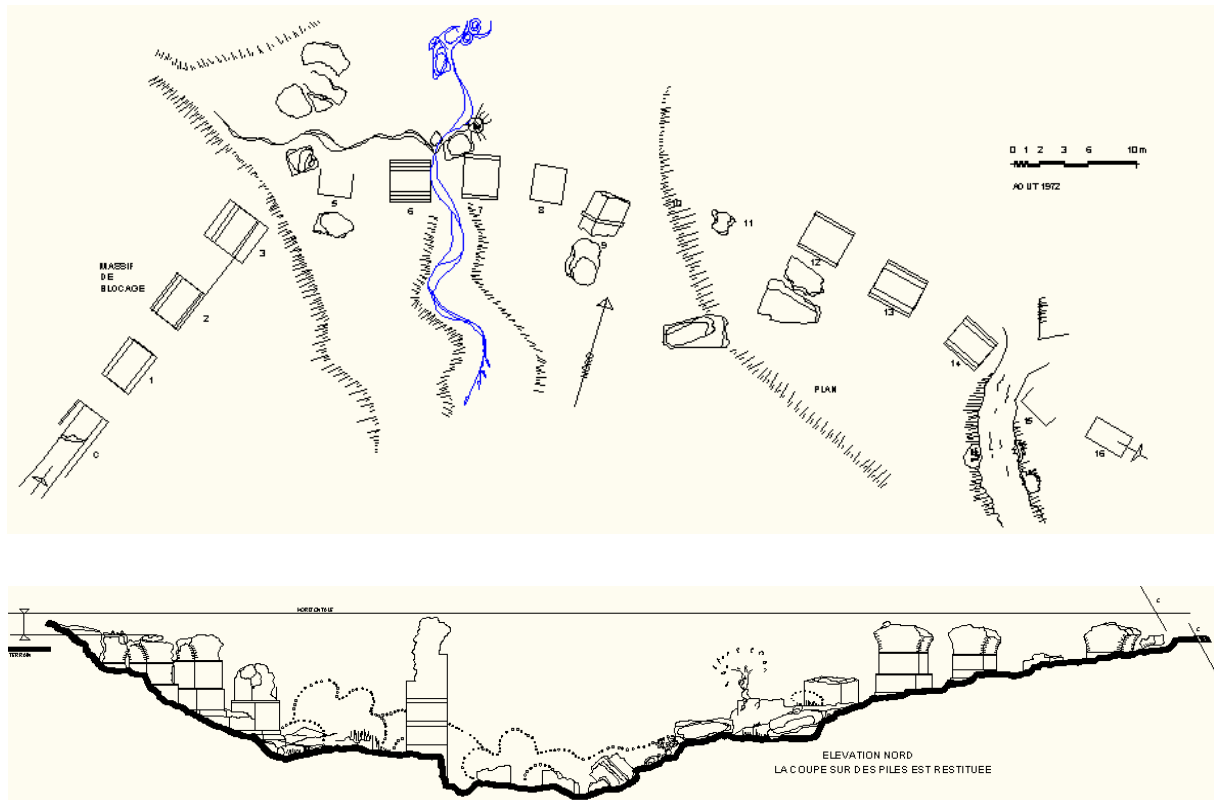 0 1 2 3 6 10m
AOUT 1972
5
6
7
8
9
11
12
13
14
15
16
3
2
1
C
MASSIF
DE
BLOCAGE
NORD
PLAN
HORIZONTALE
TERRAIN
C
C
ELEVATION NORD
LA COUPE SUR DES PILES EST RESTITUEE